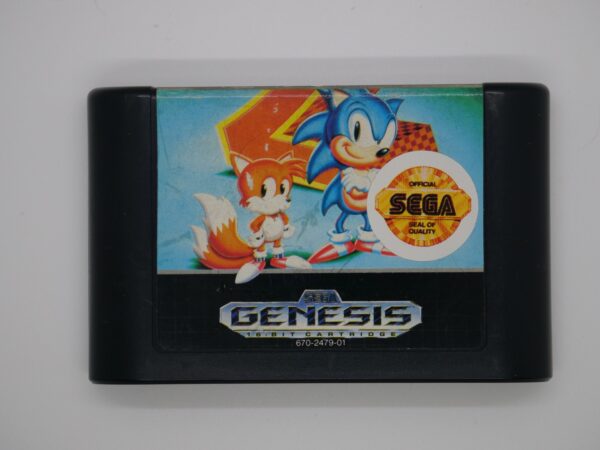 OFFICIAL
SEGA
SEAL OF
QUALITY
SEGA
GENESIS
16-BIT CARTRIDGE
670-2479-01